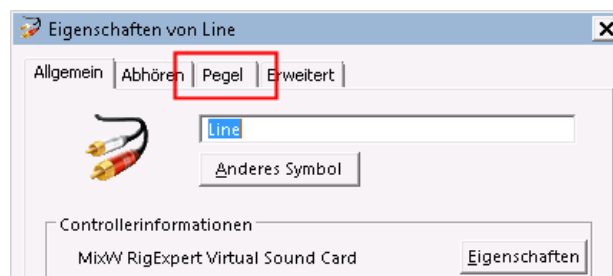 Eigenschaften von Line
Allgemein Abhören Pegel Erweitert
Line
Anderes Symbol
Controllerinformationen
MixW RigExpert Virtual Sound Card Eigenschaften